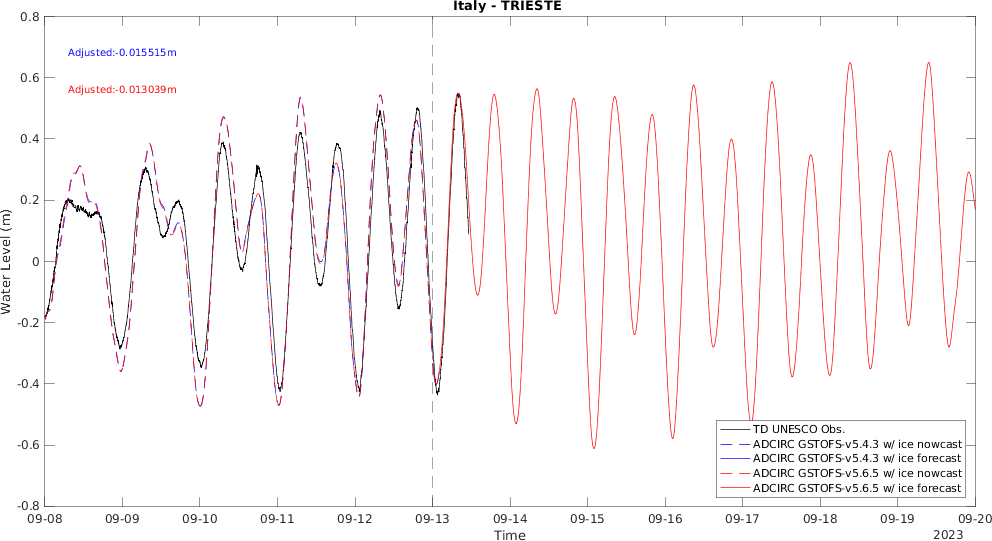 Italy - TRIESTE
0.8
0.6
0.4
0.2
0
-0.2
-0.4
-0.6
-0.8
Water Level (m)
Adjusted:-0.015515m
Adjusted:-0.013039m
TD UNESCO Obs.
ADCIRC GSTOFS-v5.4.3 w/ ice nowcast
ADCIRC GSTOFS-v5.4.3 w/ ice forecast
ADCIRC GSTOFS-v5.6.5 w/ ice nowcast
ADCIRC GSTOFS-v5.6.5 w/ ice forecast
09-08 09-09 09-10 09-11 09-12 09-13 09-14 09-15 09-16 09-17 09-18 09-19 09-20
Time
2023